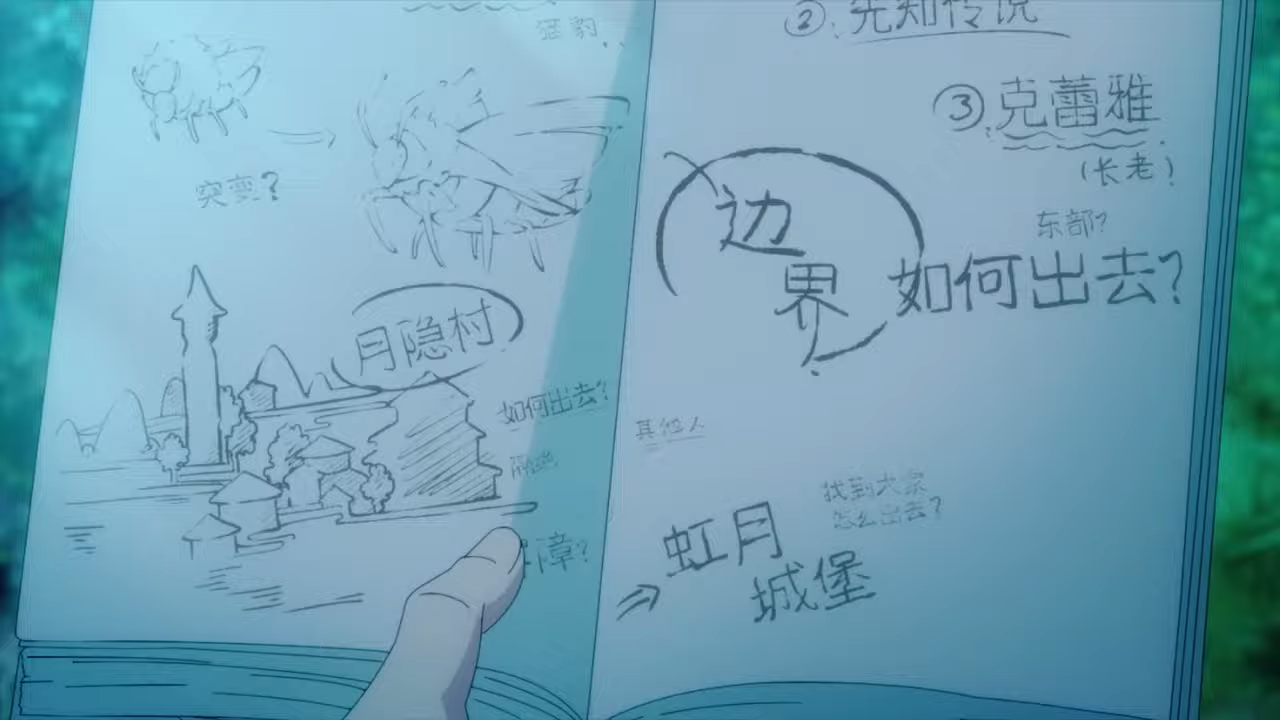 猛豹
突变?
月隐村
如何出去?
障?
② 先知传说
③ 克蕾雅
(长老)
边界
东部?
如何出去?
其他人
找到大家
怎么出去?
虹月
城堡